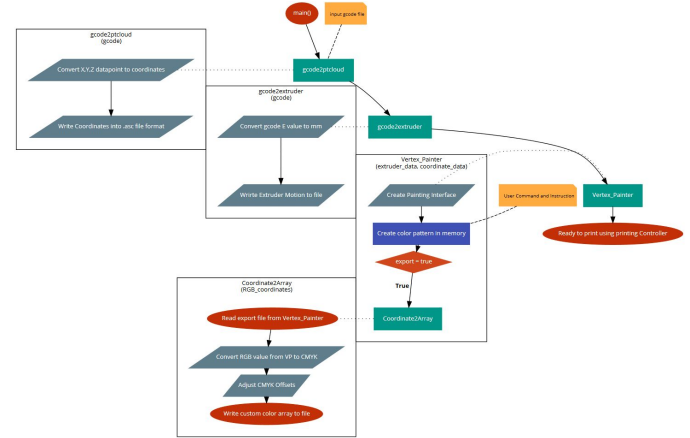 main()
Input gcode file
gcode2ptcloud
(gcode)
Convert X,Y,Z datapoint to coordinates
gcode2ptcloud
Write Coordinates into .asc file format
gcode2extruder
(gcode)
Convert gcode E value to mm
gcode2extruder
Wrirte Extruder Motion to file
Vertex_Painter
(extruder_data, coordinate_data)
Create Painting Interface
User Command and Instruction
Vertex_Painter
Create color pattern in memory
Ready to print using printing Controller
export = true
True
Coordinate2Array
(RGB_coordinates)
Read export file from Vertex_Painter
Coordinate2Array
Convert RGB value from VP to CMYK
Adjust CMYK Offsets
Write custom color array to file